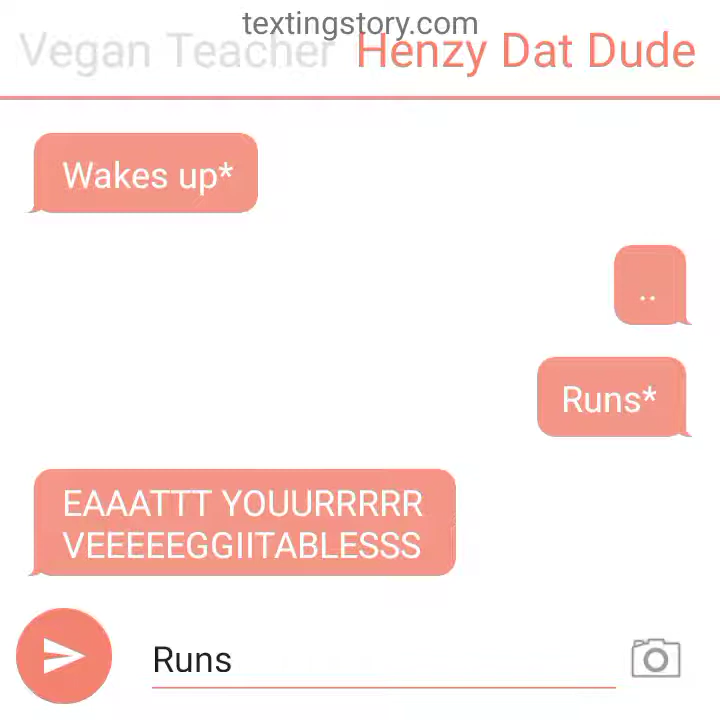 textingstory.com
Vegan Teacher Henzy Dat Dude
Wakes up*
..
Runs*
EAAATTT YOUURRRRR
VEEEEEGGIITABLESSS
Runs